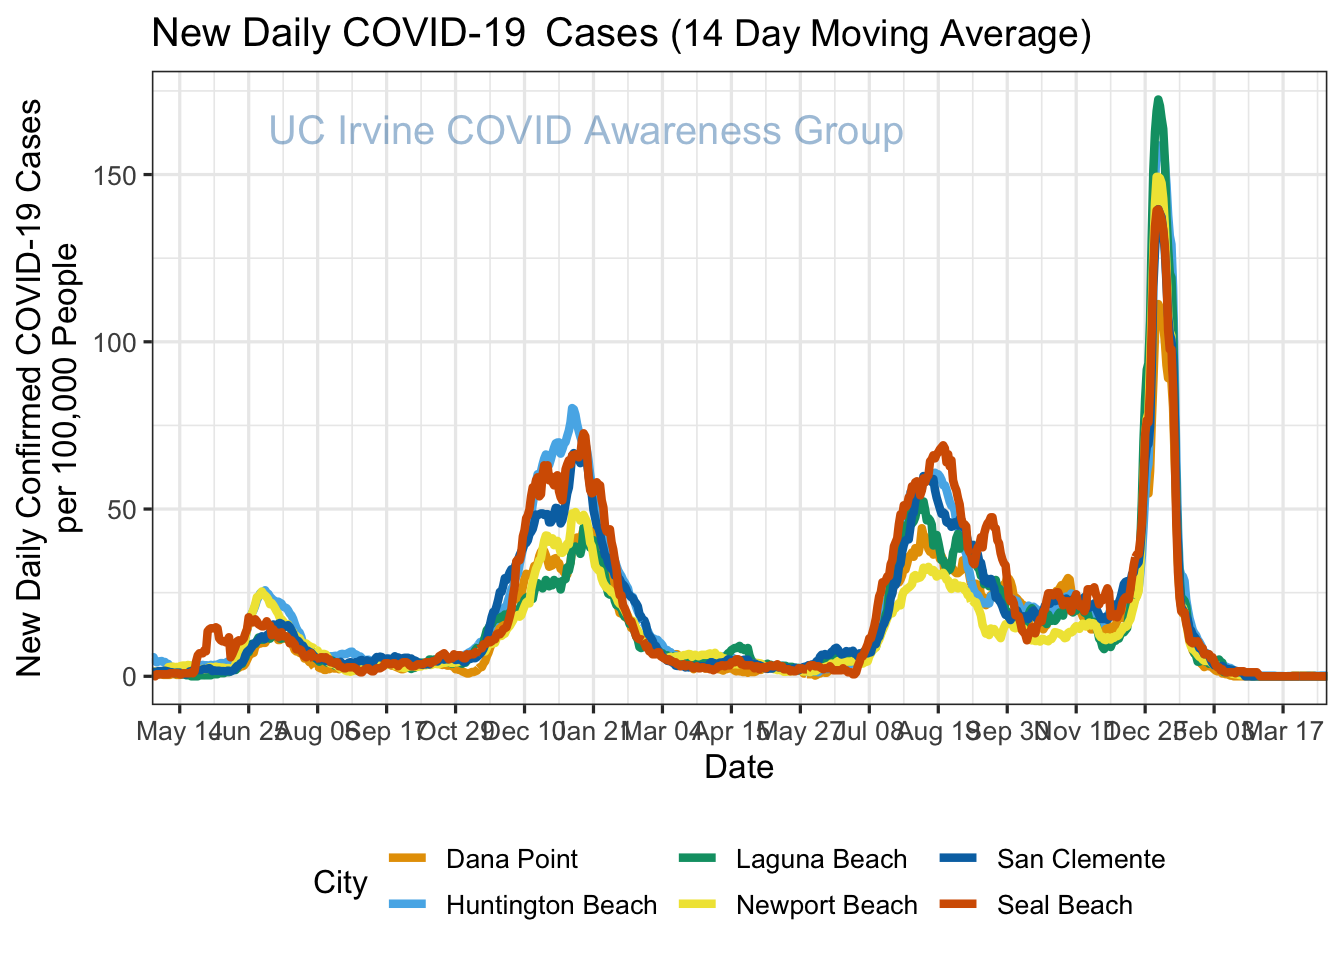 New Daily COVID-19 Cases (14 Day Moving Average)
UC Irvine COVID Awareness Group
New Daily Confirmed COVID-19 Cases
per 100,000 People
150
100
50
0
May 14 Jun 25 Aug 06 Sep 17 Oct 29 Dec 10 Jan 21 Mar 04 Apr 15 May 27 Jul 08 Aug 19 Sep 30 Nov 11 Dec 23 Feb 03 Mar 17
Date
City
Dana Point Laguna Beach San Clemente
Huntington Beach Newport Beach Seal Beach